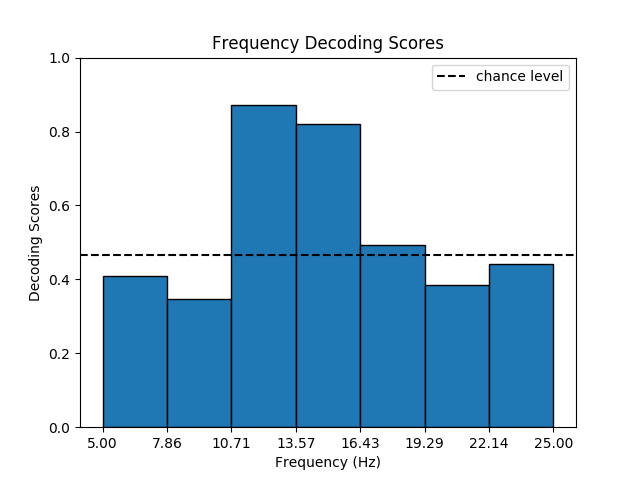 Frequency Decoding Scores
1.0
chance level
0.8
0.6
0.4
0.2
0.0
Decoding Scores
5.00 7.86 10.71 13.57 16.43 19.29 22.14 25.00
Frequency (Hz)